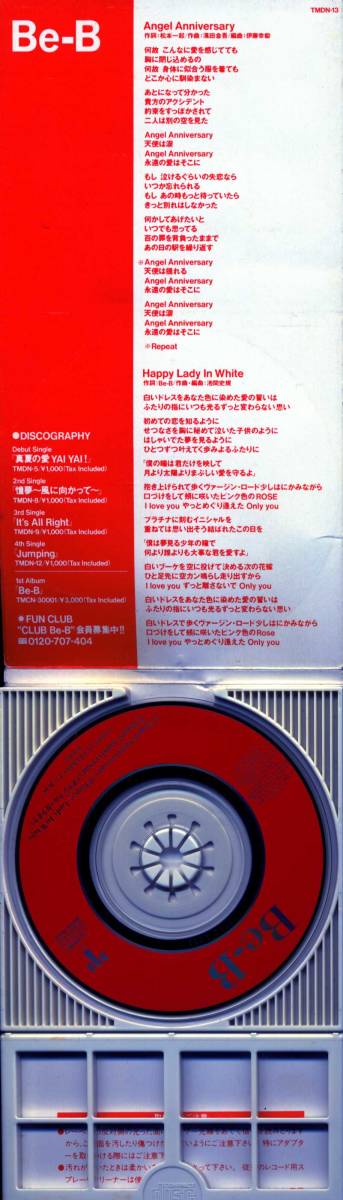 Be-B
TMDN-13
Angel Anniversary
作詞:松本一起/作曲:濱田金吾/編曲:伊藤幸毅
何故 こんなに愛を感じてても
胸に閉じ込めるの
何故 身体に似合う服を着ても
どこか心に馴染まない
あとになって分かった
貴方のアクシデント
約束をすっぽかされて
二人は別の空を見た
Angel Anniversary
天使は涙
Angel Anniversary
永遠の愛はそこに
もし 泣けるぐらいの失恋なら
いつか忘れられる
もし あの時もっと待っていたら
きっと別れはしなかった
何かしてあげたいと
いつでも思ってる
百の罪を背負ったままで
あの日の駅を繰り返す
※Angel Anniversary
天使は揺れる
Angel Anniversary
永遠の愛はそこに
Angel Anniversary
天使は涙
Angel Anniversary
永遠の愛はそこに
※Repeat
Happy Lady In White
作詞:Be-B/作曲・編曲:池間史規
白いドレスをあなた色に染めた愛の誓いは
ふたりの指にいつも光るずっと変わらない想い
初めての恋を知るように
せつなさを胸に秘めて泣いた子供のように
はしゃいでた夢を見るように
ひとつずつ叶えてく歩みよるふたりに
「僕の瞳は君だけを映して
月より太陽よりまぶしい愛を守るよ」
抱き上げられて歩くヴァージン・ロード少しはにかみながら
口づけをして頬に咲いたピンク色のROSE
I love you やっとめぐり逢えた Only you
プラチナに刻むイニシャルを
重ねては思い出そう結ばれたこの日を
「僕は夢見る少年の瞳で
何より誰よりも大事な君を愛すよ」
白いブーケを空に投げて決める次の花嫁
ひと足先に空カン鳴らし走り出すから
I love you ずっと離さないで Only you
白いドレスをあなた色に染めた愛の誓いは
ふたりの指にいつも光るずっと変わらない想い
白いドレスで歩くヴァージン・ロード少しはにかみながら
口づけをして頬に咲いたピンク色のRose
I love you やっとめぐり逢えた Only you
●DISCOGRAPHY
Debut Single
「真夏の愛 YAI YAI!」
TMDN-5/¥1,000(Tax Included)
2nd Single
「憧夢〜風に向かって〜」
TMDN-8/¥1,000(Tax Included)
3rd Single
「It's All Right」
TMDN-9/¥1,000(Tax Included)
4th Single
「Jumping」
TMDN-12/¥1,000(Tax Included)
1st Album
「Be-B」
TMCN-30001/¥3,000(Tax Included)
● FUN CLUB
"CLUB Be-B"会員募集中!!
0120-707-404
Be-B
T